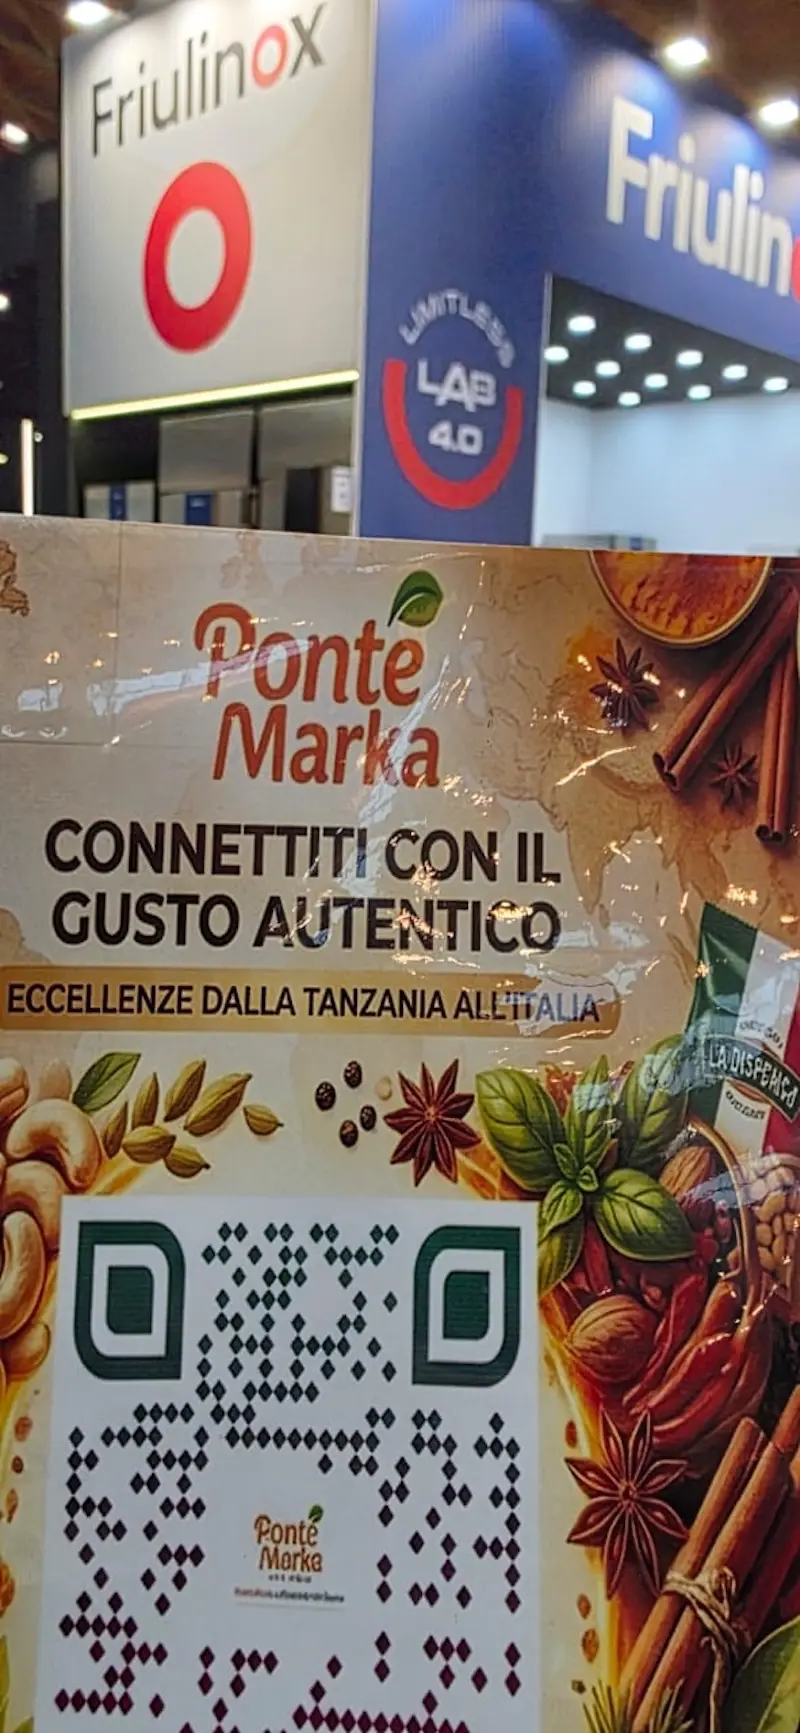 Friulinox
Friulin
LIMITLESS
LAB
4.0
Ponte
Marka
CONNETTITI CON IL
GUSTO AUTENTICO
ECCELLENZE DALLA TANZANIA ALL'ITALIA
LA DISPENSA
Ponte
Marka